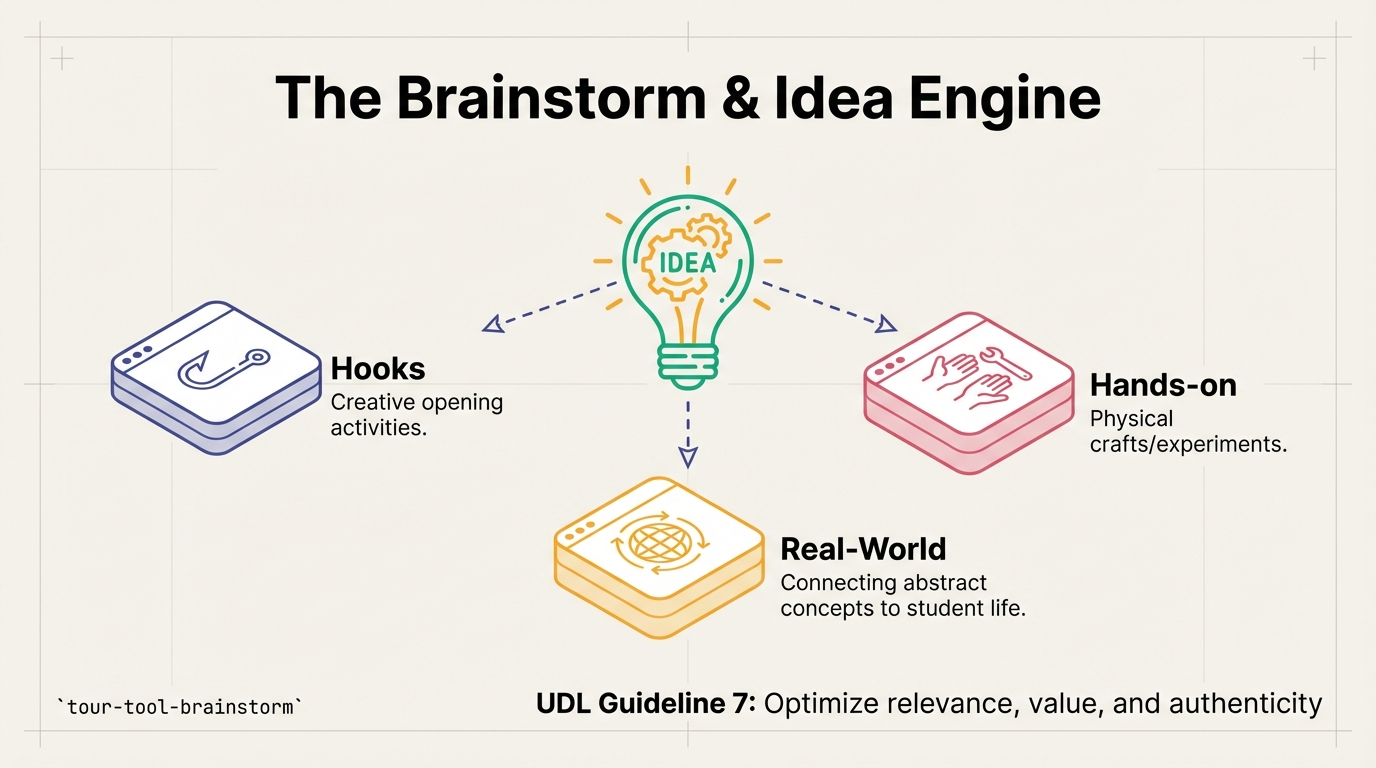 The Brainstorm & Idea Engine
IDEA
Hooks
Creative opening
activities.
Hands-on
Physical
crafts/experiments.
Real-World
Connecting abstract
concepts to student life.
`tour-tool-brainstorm`
UDL Guideline 7: Optimize relevance, value, and authenticity